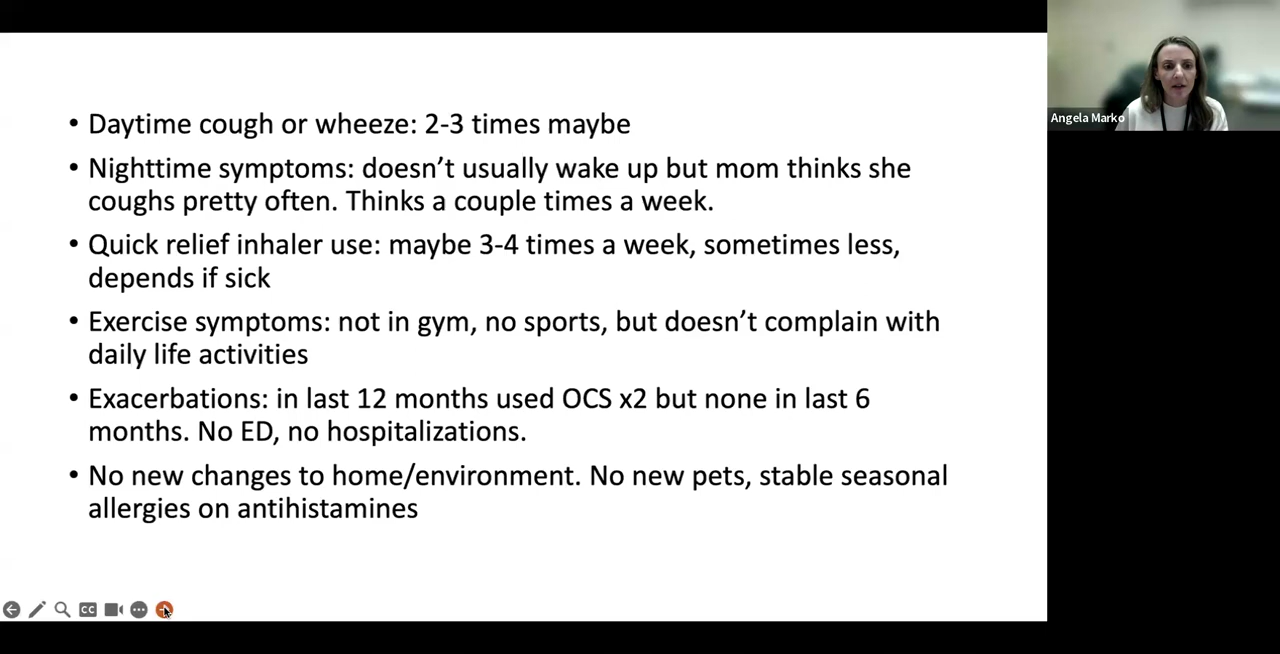 • Daytime cough or wheeze: 2-3 times maybe
• Nighttime symptoms: doesn’t usually wake up but mom thinks she
coughs pretty often. Thinks a couple times a week.
• Quick relief inhaler use: maybe 3-4 times a week, sometimes less,
depends if sick
• Exercise symptoms: not in gym, no sports, but doesn’t complain with
daily life activities
• Exacerbations: in last 12 months used OCS x2 but none in last 6
months. No ED, no hospitalizations.
• No new changes to home/environment. No new pets, stable seasonal
allergies on antihistamines
Angela Marko
CC